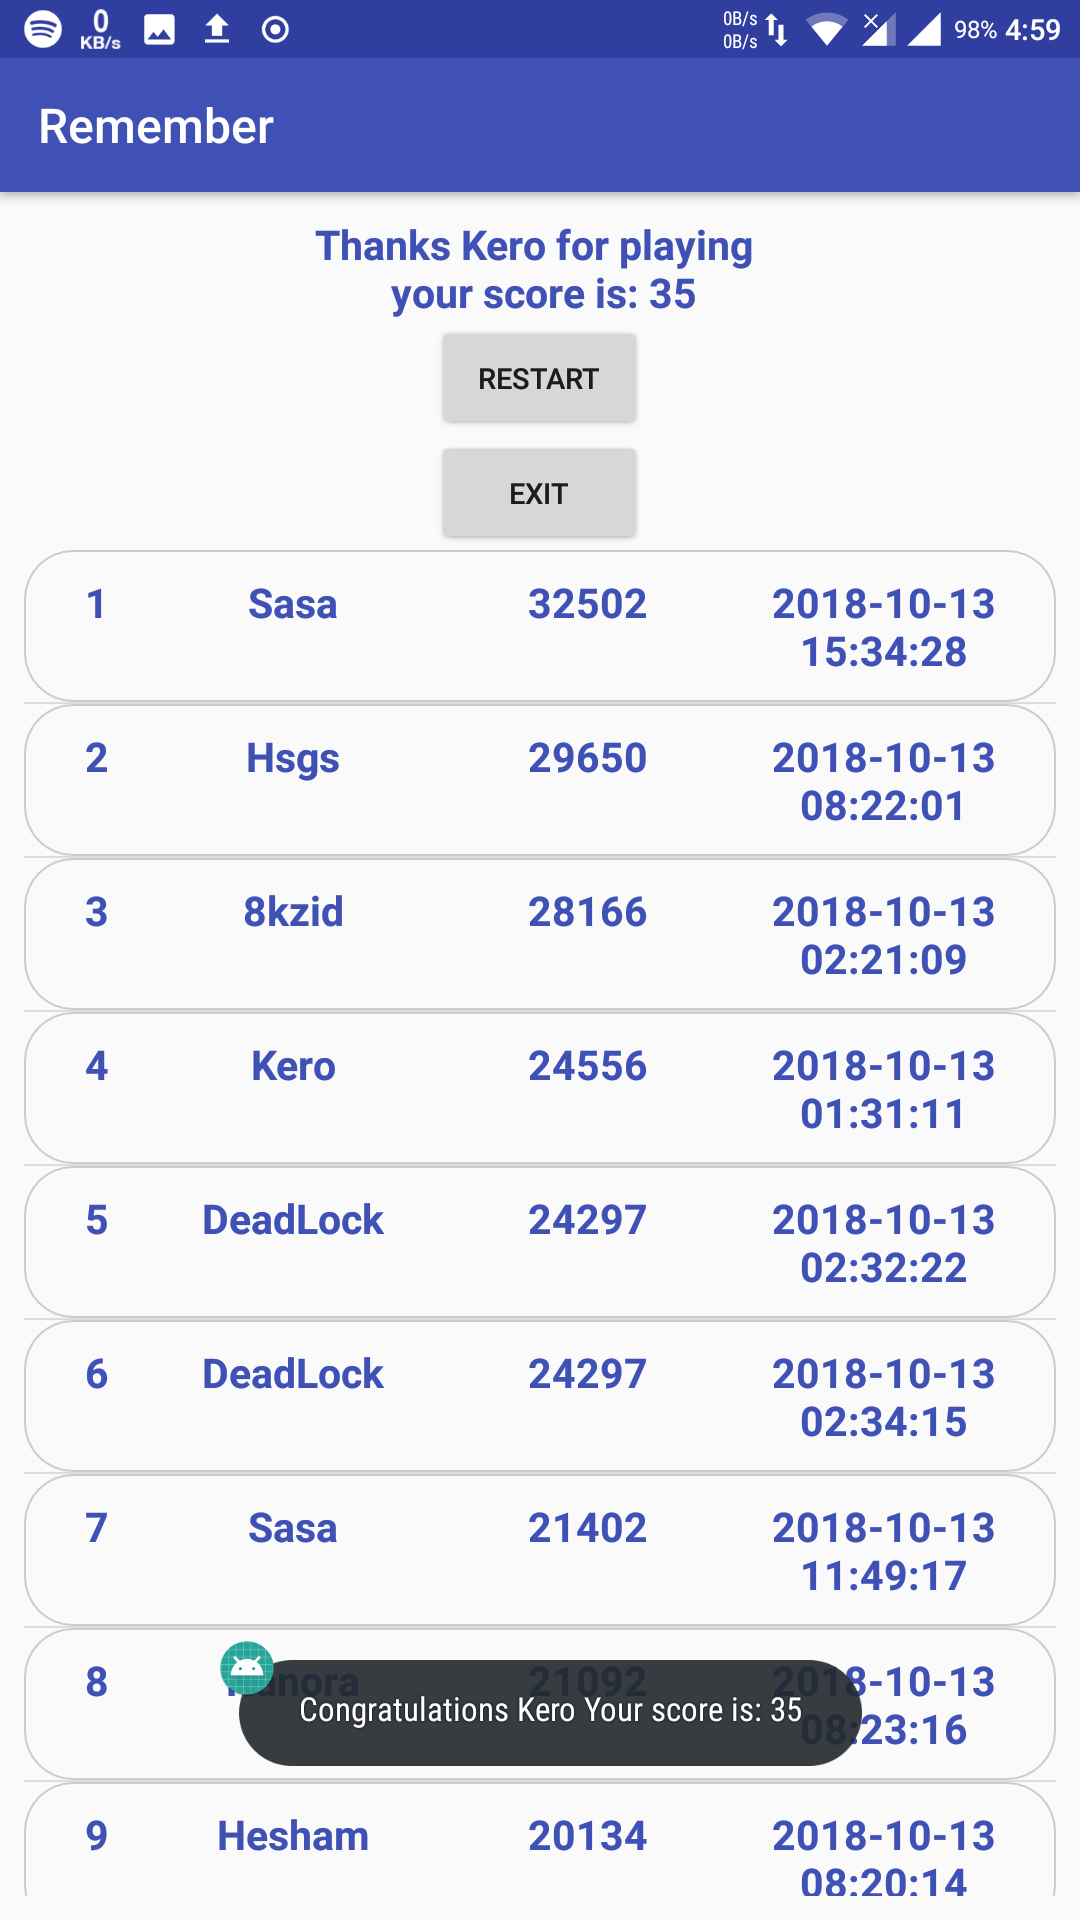 0
KB/s
0B/s
0B/s
98% 4:59
Remember
Thanks Kero for playing
your score is: 35
RESTART
EXIT
1 Sasa 32502 2018-10-13
15:34:28
2 Hsgs 29650 2018-10-13
08:22:01
3 8kzid 28166 2018-10-13
02:21:09
4 Kero 24556 2018-10-13
01:31:11
5 DeadLock 24297 2018-10-13
02:32:22
6 DeadLock 24297 2018-10-13
02:34:15
7 Sasa 21402 2018-10-13
11:49:17
8 21092 2018-10-13
08:23:16
Congratulations Kero Your score is: 35
9 Hesham 20134 2018-10-13
08:20:14